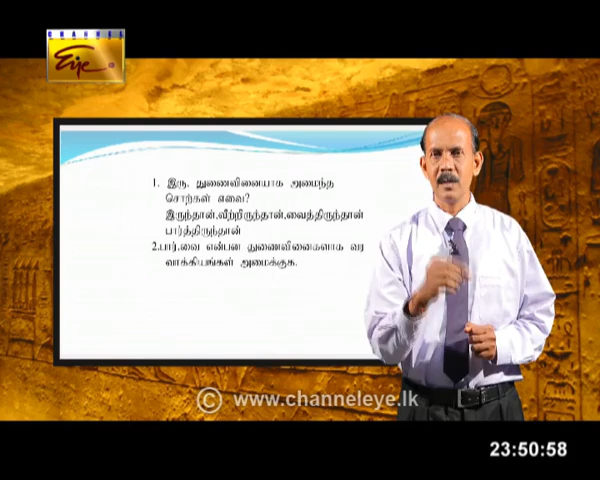 CHANNEL
Eye
1. இரு. துணைவினையாக அமைந்த
சொற்கள் எவை?
இருந்தான்,வீற்றிருந்தான்,வைத்திருந்தான்
பார்த்திருந்தான்
2.பார்,வை என்பன துணைவினைகளாக வர
வாக்கியங்கள் அமைக்குக.
© www.channeleye.lk
23:50:58